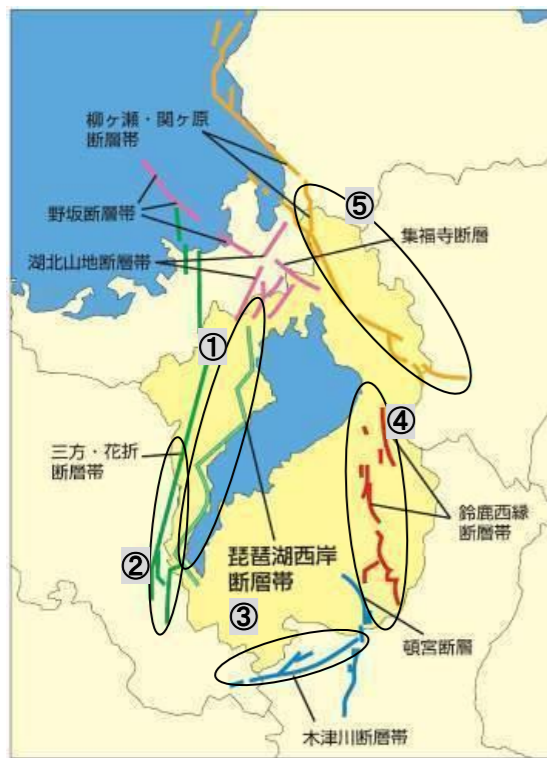 柳ヶ瀬・関ヶ原
断層帯
⑤
野坂断層帯
集福寺断層
湖北山地断層帯
①
④
三方・花折
断層帯
鈴鹿西縁
断層帯
琵琶湖西岸
断層帯
②
③
頓宮断層
木津川断層帯